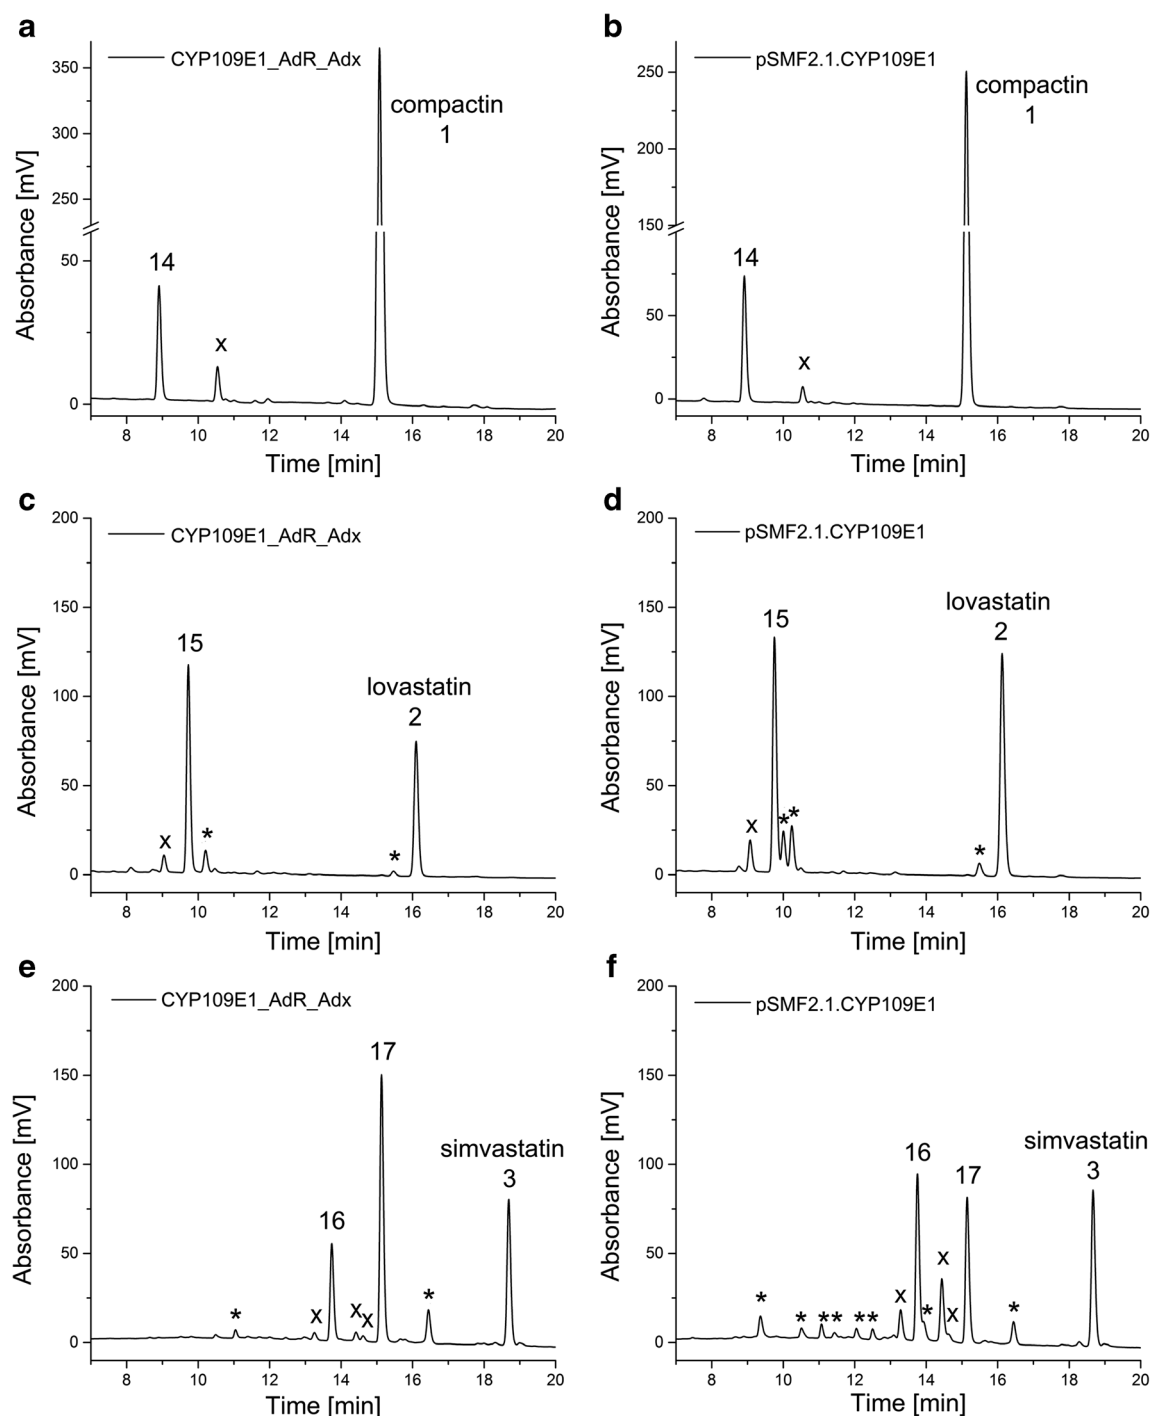 a
CYP109E1_AdR_Adx
compactin
1
14
x
350
300
250
50
0
Absorbance [mV]
8 10 12 14 16 18 20
Time [min]
b
pSMF2.1.CYP109E1
compactin
1
14
x
250
200
150
50
0
Absorbance [mV]
8 10 12 14 16 18 20
Time [min]
c
CYP109E1_AdR_Adx
15
lovastatin
2
x
*
*
200
150
100
50
0
Absorbance [mV]
8 10 12 14 16 18 20
Time [min]
d
pSMF2.1.CYP109E1
lovastatin
15
2
x
*
*
*
200
150
100
50
0
Absorbance [mV]
8 10 12 14 16 18 20
Time [min]
e
CYP109E1_AdR_Adx
17
simvastatin
3
16
*
x
x
x
*
200
150
100
50
0
Absorbance [mV]
8 10 12 14 16 18 20
Time [min]
f
pSMF2.1.CYP109E1
simvastatin
16
17
3
*
*
**
**
x
*
x
x
*
200
150
100
50
0
Absorbance [mV]
8 10 12 14 16 18 20
Time [min]